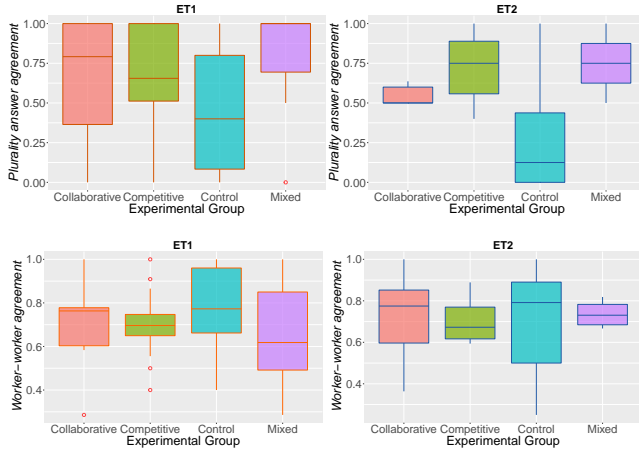 ET1
Plurality answer agreement
1.00
0.75
0.50
0.25
0.00
Collaborative Competitive Control Mixed
Experimental Group
ET2
Plurality answer agreement
1.00
0.75
0.50
0.25
0.00
Collaborative Competitive Control Mixed
Experimental Group
ET1
Worker−worker agreement
1.0
0.8
0.6
0.4
Collaborative Competitive Control Mixed
Experimental Group
ET2
Worker−worker agreement
1.0
0.8
0.6
0.4
Collaborative Competitive Control Mixed
Experimental Group